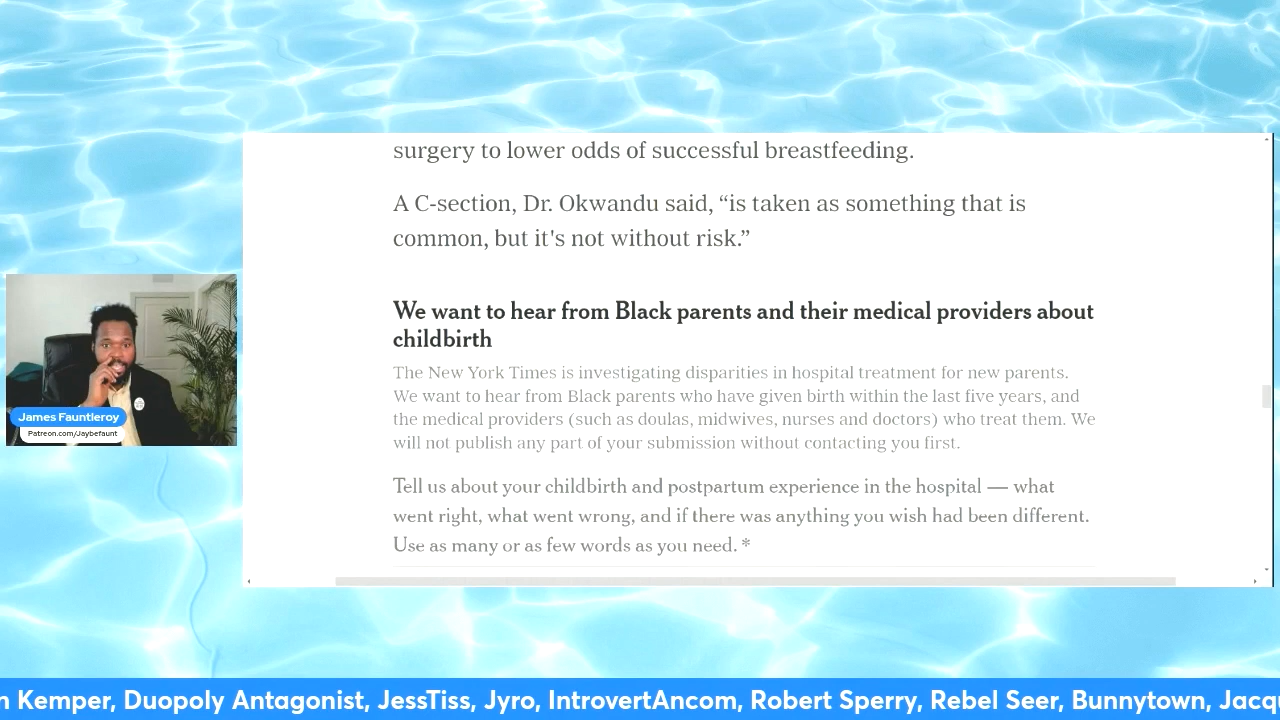 surgery to lower odds of successful breastfeeding.
A C-section, Dr. Okwandu said, “is taken as something that is
common, but it's not without risk.”
We want to hear from Black parents and their medical providers about
childbirth
The New York Times is investigating disparities in hospital treatment for new parents.
We want to hear from Black parents who have given birth within the last five years, and
the medical providers (such as doulas, midwives, nurses and doctors) who treat them. We
will not publish any part of your submission without contacting you first.
Tell us about your childbirth and postpartum experience in the hospital — what
went right, what went wrong, and if there was anything you wish had been different.
Use as many or as few words as you need. *
James Fauntleroy
Patreon.com/Jaybefaunt
n Kemper, Duopoly Antagonist, JessTiss, Jyro, IntrovertAncom, Robert Sperry, Rebel Seer, Bunnytown, Jacq